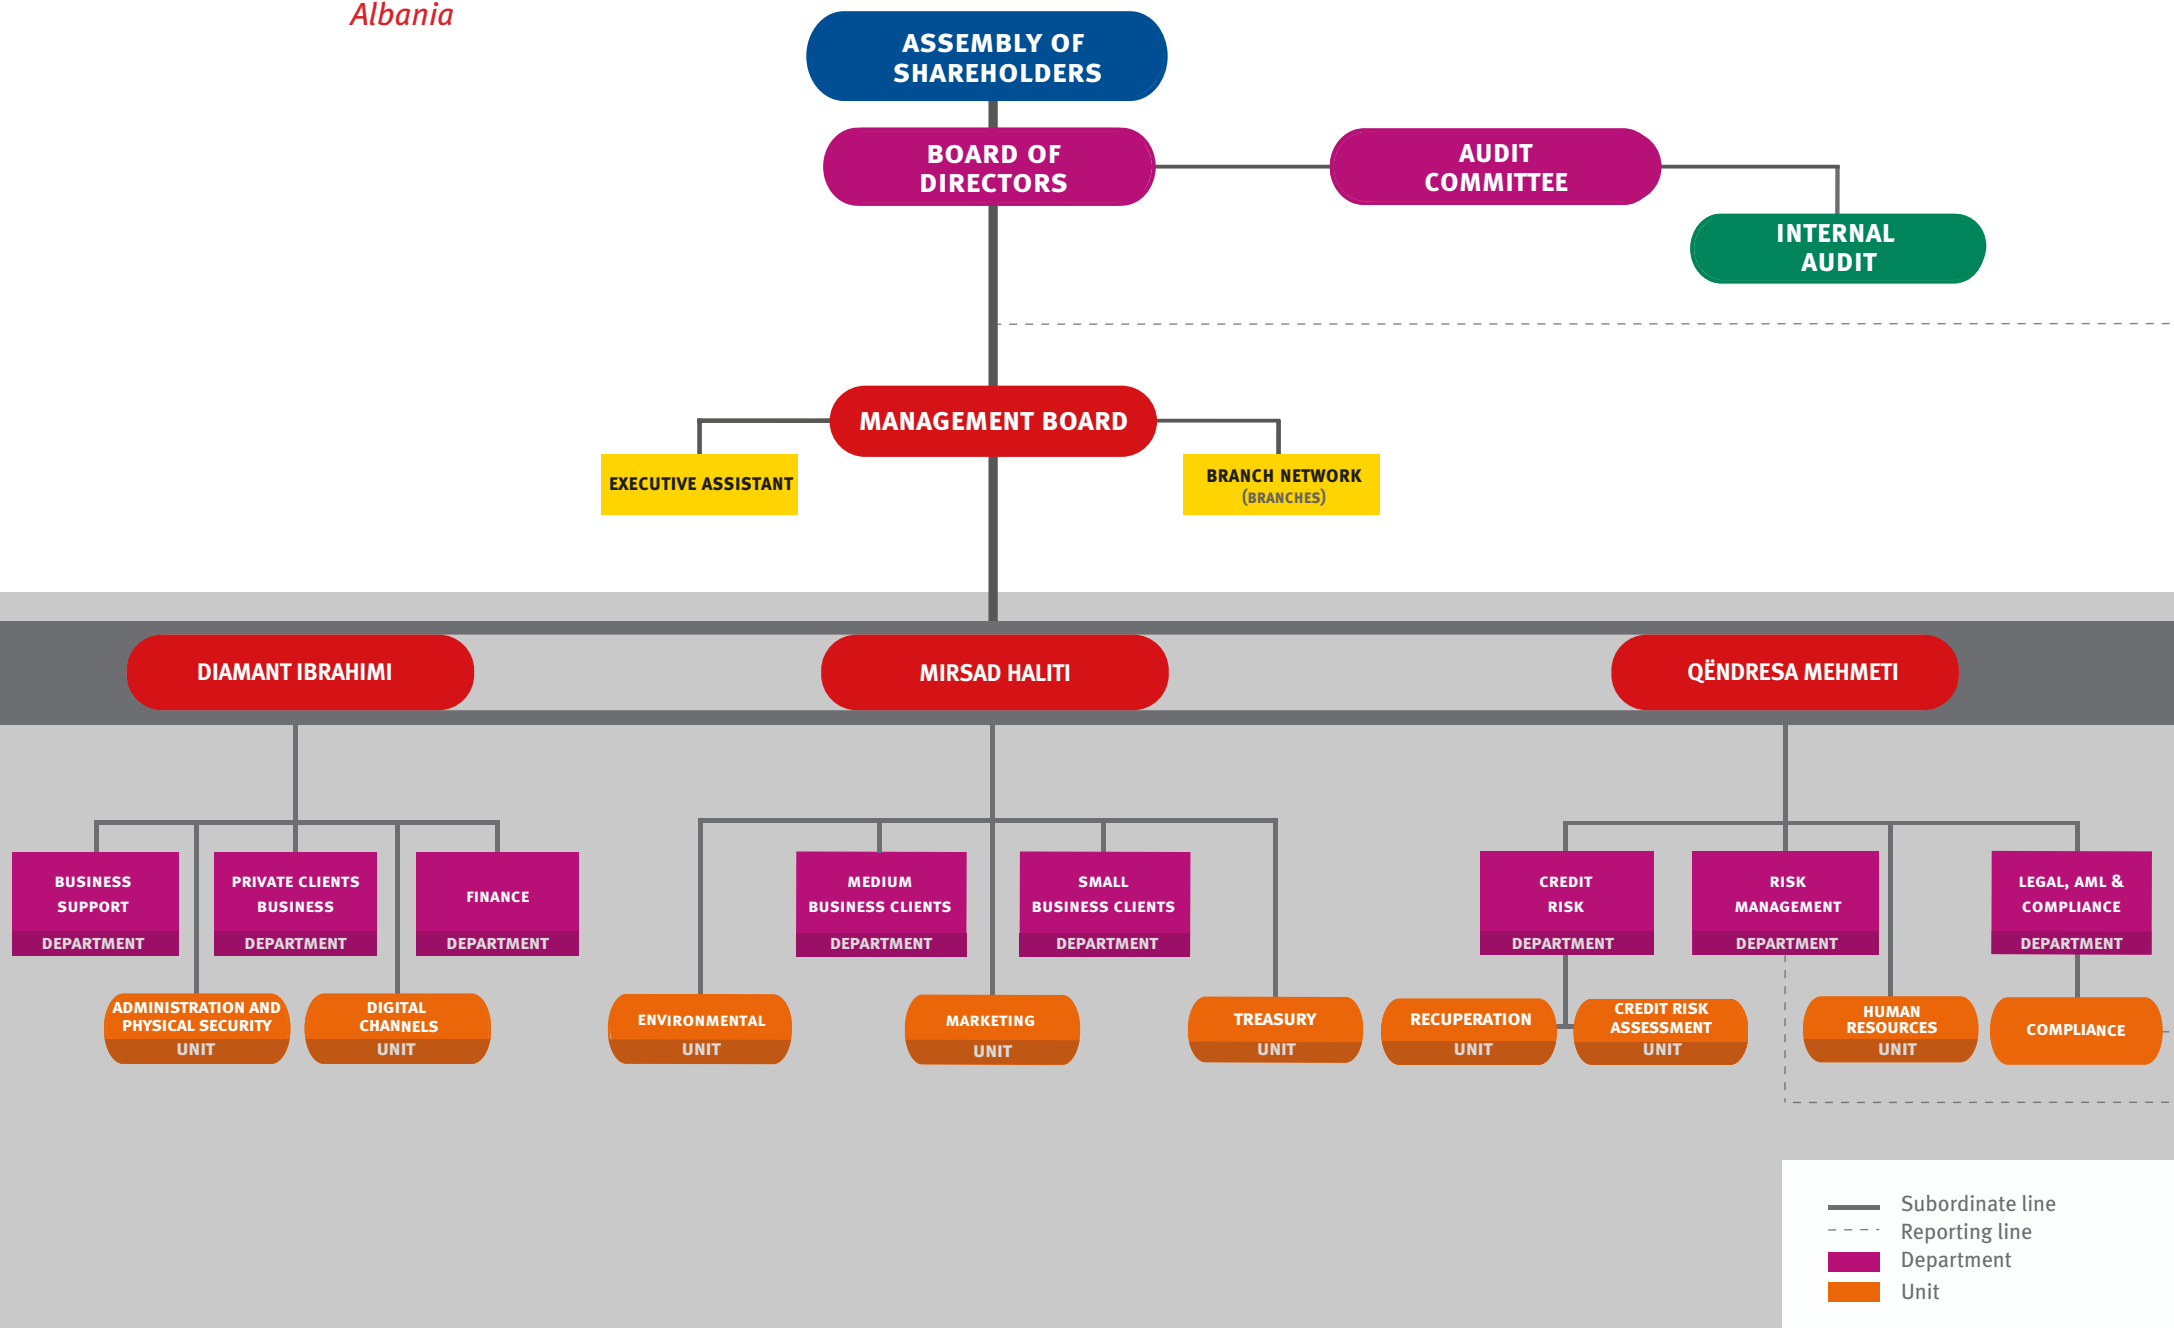 Albania
ASSEMBLY OF
SHAREHOLDERS
BOARD OF
DIRECTORS
AUDIT
COMMITTEE
INTERNAL
AUDIT
MANAGEMENT BOARD
EXECUTIVE ASSISTANT
BRANCH NETWORK
(BRANCHES)
DIAMANT IBRAHIMI
MIRSAD HALITI
QËNDRESA MEHMETI
BUSINESS
SUPPORT
DEPARTMENT
PRIVATE CLIENTS
BUSINESS
DEPARTMENT
FINANCE
DEPARTMENT
MEDIUM
BUSINESS CLIENTS
DEPARTMENT
SMALL
BUSINESS CLIENTS
DEPARTMENT
CREDIT
RISK
DEPARTMENT
RISK
MANAGEMENT
DEPARTMENT
LEGAL, AML &
COMPLIANCE
DEPARTMENT
ADMINISTRATION AND
PHYSICAL SECURITY
UNIT
DIGITAL
CHANNELS
UNIT
ENVIRONMENTAL
UNIT
MARKETING
UNIT
TREASURY
UNIT
RECUPERATION
UNIT
CREDIT RISK
ASSESSMENT
UNIT
HUMAN
RESOURCES
UNIT
COMPLIANCE
Subordinate line
Reporting line
Department
Unit